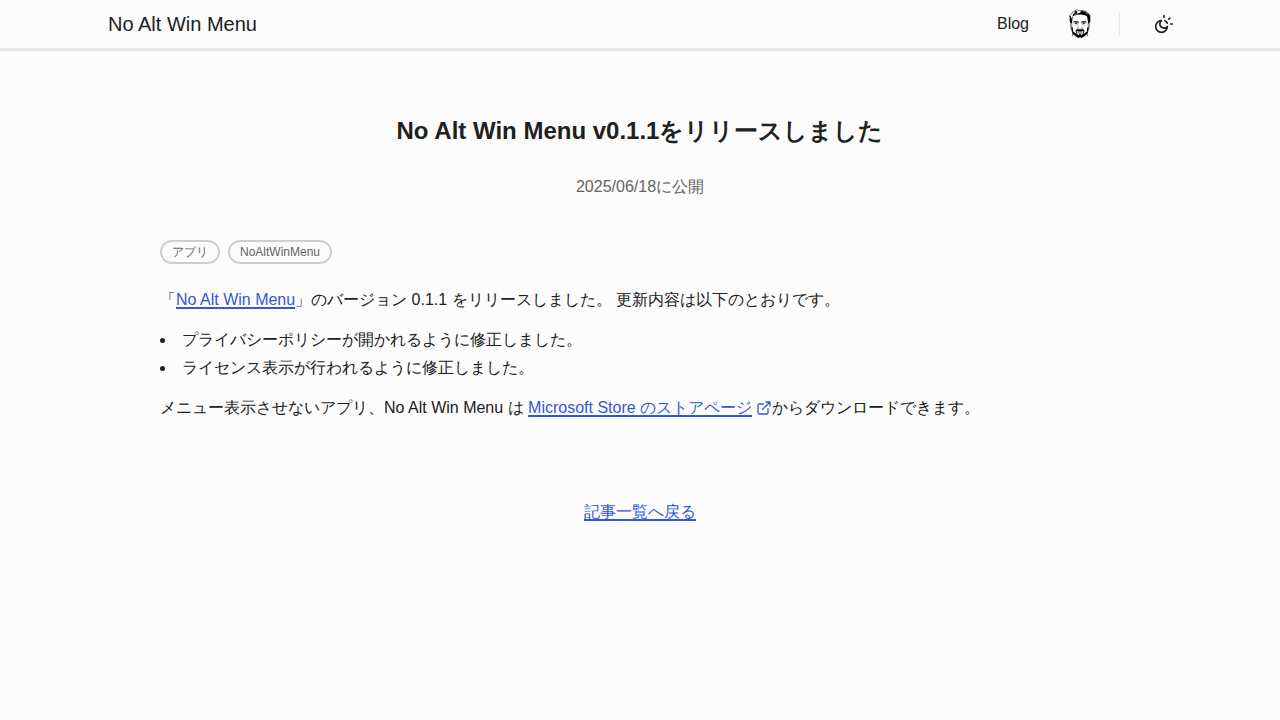 No Alt Win Menu
Blog
No Alt Win Menu v0.1.1をリリースしました
2025/06/18に公開
アプリ
NoAltWinMenu
「No Alt Win Menu」のバージョン 0.1.1 をリリースしました。 更新内容は以下のとおりです。
• プライバシーポリシーが開かれるように修正しました。
• ライセンス表示が行われるように修正しました。
メニュー表示させないアプリ、No Alt Win Menu は Microsoft Store のストアページからダウンロードできます。
記事一覧へ戻る